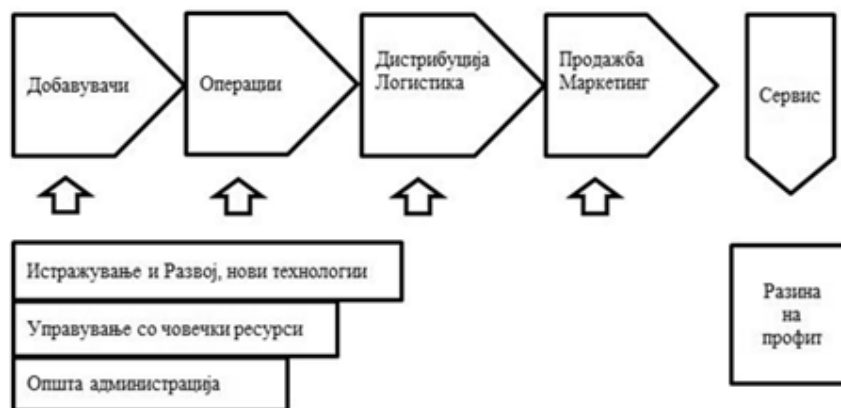 Добавувачи
Операции
Дистрибуција
Логистика
Продажба
Маркетинг
Сервис
Истражување и Развој, нови технологии
Управување со човечки ресурси
Општа администрација
Разина
на
профит